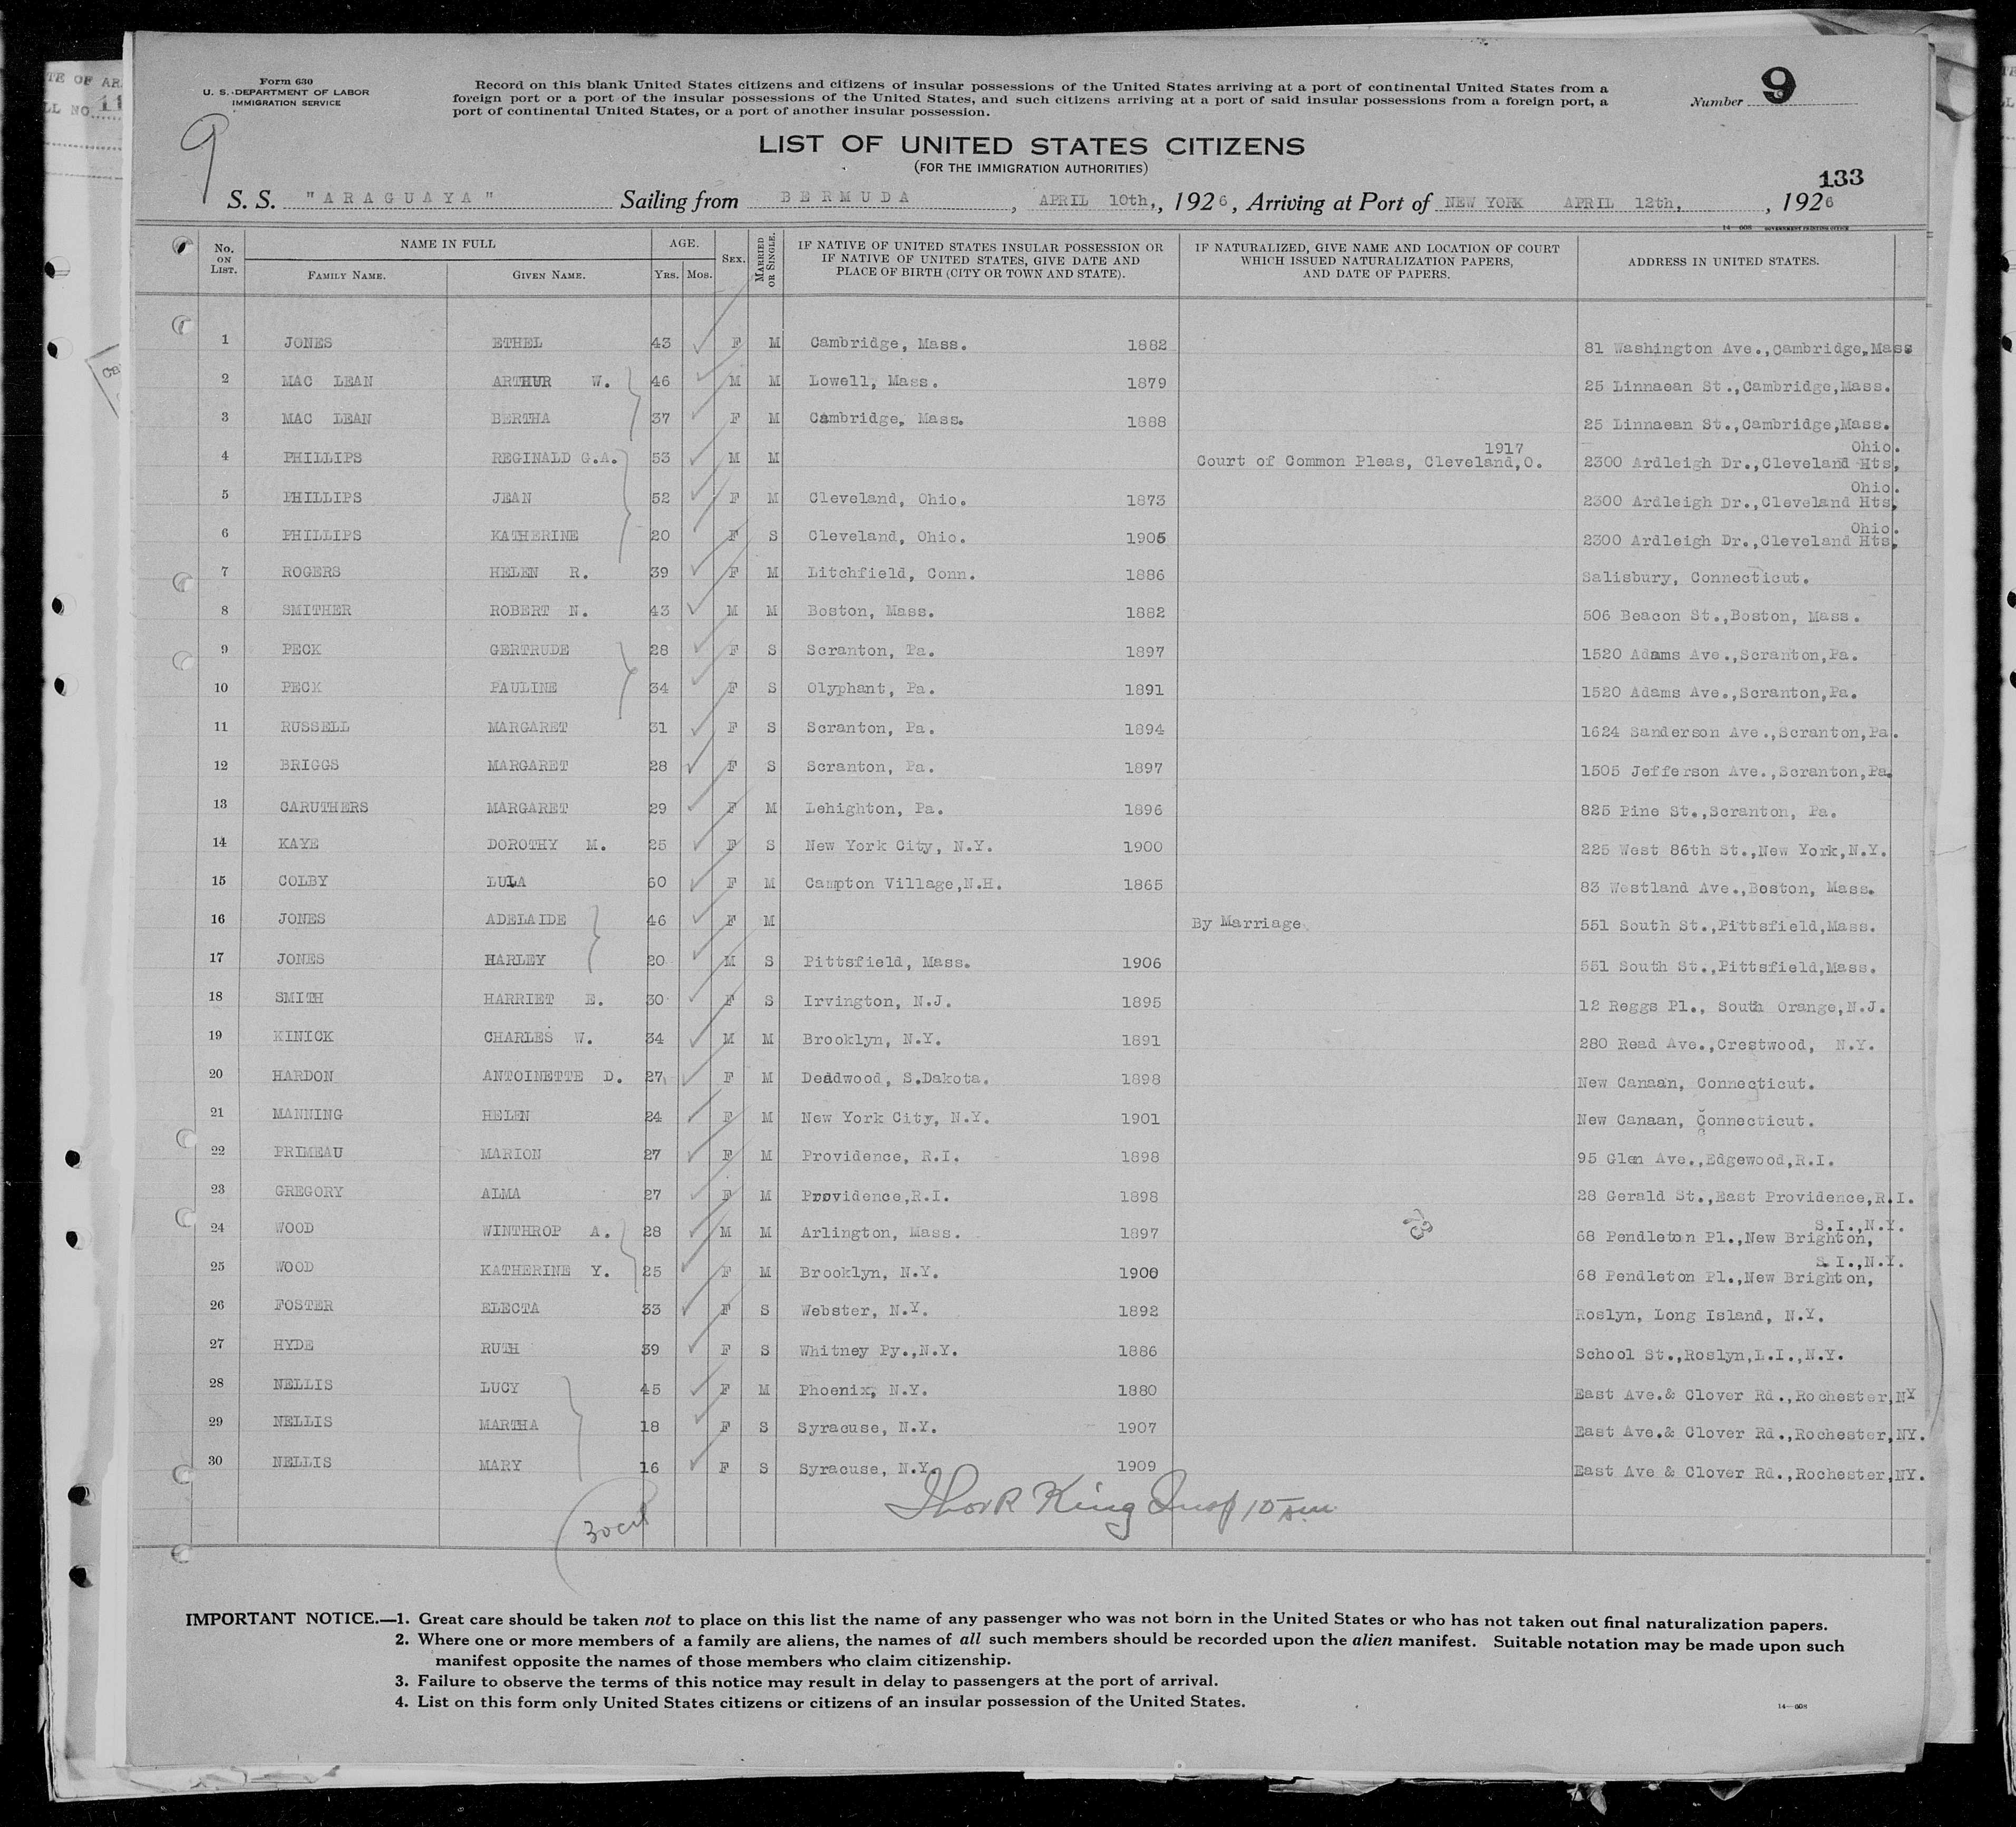 TE OF AR
LL NO. 11
Form 630
U. S. DEPARTMENT OF LABOR
IMMIGRATION SERVICE
Record on this blank United States citizens and citizens of insular possessions of the United States arriving at a port of continental United States from a
foreign port or a port of the insular possessions of the United States, and such citizens arriving at a port of said insular possessions from a foreign port, a
port of continental United States, or a port of another insular possession.
Number 9
9
LIST OF UNITED STATES CITIZENS
(FOR THE IMMIGRATION AUTHORITIES)
133
S. S. "ARAGUAYA" Sailing from BERMUDA, APRIL 10th,, 1926, Arriving at Port of NEW YORK APRIL 12th, , 1926
14-608 GOVERNMENT PRINTING OFFICE
No. ON LIST. NAME IN FULL FAMILY NAME. GIVEN NAME. AGE. YRS. MOS. SEX. MARRIED OR SINGLE. IF NATIVE OF UNITED STATES INSULAR POSSESSION OR IF NATIVE OF UNITED STATES, GIVE DATE AND PLACE OF BIRTH (CITY OR TOWN AND STATE). IF NATURALIZED, GIVE NAME AND LOCATION OF COURT WHICH ISSUED NATURALIZATION PAPERS, AND DATE OF PAPERS. ADDRESS IN UNITED STATES.
1 JONES ETHEL 43 F M Cambridge, Mass. 1882 81 Washington Ave.,Cambridge,Mass
2 MAC LEAN ARTHUR W. 46 M M Lowell, Mass. 1879 25 Linnaean St.,Cambridge,Mass.
3 MAC LEAN BERTHA 37 F M Cambridge, Mass. 1888 25 Linnaean St.,Cambridge,Mass.
4 PHILLIPS REGINALD G.A. 53 M M Court of Common Pleas, Cleveland,O. 1917 2300 Ardleigh Dr.,Cleveland Hts, Ohio.
5 PHILLIPS JEAN 52 F M Cleveland, Ohio. 1873 2300 Ardleigh Dr.,Cleveland Hts, Ohio.
6 PHILLIPS KATHERINE 20 F S Cleveland, Ohio. 1905 2300 Ardleigh Dr.,Cleveland Hts, Ohio.
7 ROGERS HELEN R. 39 F M Litchfield, Conn. 1886 Salisbury, Connecticut.
8 SMITHER ROBERT N. 43 M M Boston, Mass. 1882 506 Beacon St.,Boston, Mass.
9 PECK GERTRUDE 28 F S Scranton, Pa. 1897 1520 Adams Ave.,Scranton,Pa.
10 PECK PAULINE 34 F S Olyphant, Pa. 1891 1520 Adams Ave.,Scranton,Pa.
11 RUSSELL MARGARET 31 F S Scranton, Pa. 1894 1624 Sanderson Ave.,Scranton,Pa.
12 BRIGGS MARGARET 28 F S Scranton, Pa. 1897 1505 Jefferson Ave.,Scranton,Pa.
13 CARUTHERS MARGARET 29 F M Lehighton, Pa. 1896 825 Pine St.,Scranton, Pa.
14 KAYE DOROTHY M. 25 F S New York City, N.Y. 1900 225 West 86th St.,New York,N.Y.
15 COLBY LULA 60 F M Campton Village,N.H. 1865 83 Westland Ave.,Boston, Mass.
16 JONES ADELAIDE 46 F M By Marriage 551 South St.,Pittsfield,Mass.
17 JONES HARLEY 20 M S Pittsfield, Mass. 1906 551 South St.,Pittsfield,Mass.
18 SMITH HARRIET E. 30 F S Irvington, N.J. 1895 12 Reggs Pl., South Orange,N.J.
19 KINICK CHARLES W. 34 M M Brooklyn, N.Y. 1891 280 Read Ave.,Crestwood, N.Y.
20 HARDON ANTOINETTE D. 27 F M Deadwood, S.Dakota. 1898 New Canaan, Connecticut.
21 MANNING HELEN 24 F M New York City, N.Y. 1901 New Canaan, Connecticut.
22 PRIMEAU MARION 27 F M Providence, R.I. 1898 95 Glen Ave.,Edgewood,R.I.
23 GREGORY ALMA 27 F M Providence,R.I. 1898 28 Gerald St.,East Providence,R.I.
24 WOOD WINTHROP A. 28 M M Arlington, Mass. 1897 68 Pendleton Pl.,New Brighton, S.I.,N.Y.
25 WOOD KATHERINE Y. 25 F M Brooklyn, N.Y. 1900 68 Pendleton Pl.,New Brighton, S.I.,N.Y.
26 FOSTER ELECTA 33 F S Webster, N.Y. 1892 Roslyn, Long Island, N.Y.
27 HYDE RUTH 39 F S Whitney Py.,N.Y. 1886 School St.,Roslyn,L.I.,N.Y.
28 NELLIS LUCY 45 F M Phoenix, N.Y. 1880 East Ave.& Clover Rd.,Rochester,NY
29 NELLIS MARTHA 18 F S Syracuse, N.Y. 1907 East Ave.& Clover Rd.,Rochester,NY.
30 NELLIS MARY 16 F S Syracuse, N.Y. 1909 East Ave & Clover Rd.,Rochester,NY.
Thos R King Insp 10 am
30 cit
IMPORTANT NOTICE.—1. Great care should be taken not to place on this list the name of any passenger who was not born in the United States or who has not taken out final naturalization papers.
2. Where one or more members of a family are aliens, the names of all such members should be recorded upon the alien manifest. Suitable notation may be made upon such
manifest opposite the names of those members who claim citizenship.
3. Failure to observe the terms of this notice may result in delay to passengers at the port of arrival.
4. List on this form only United States citizens or citizens of an insular possession of the United States.
14-608